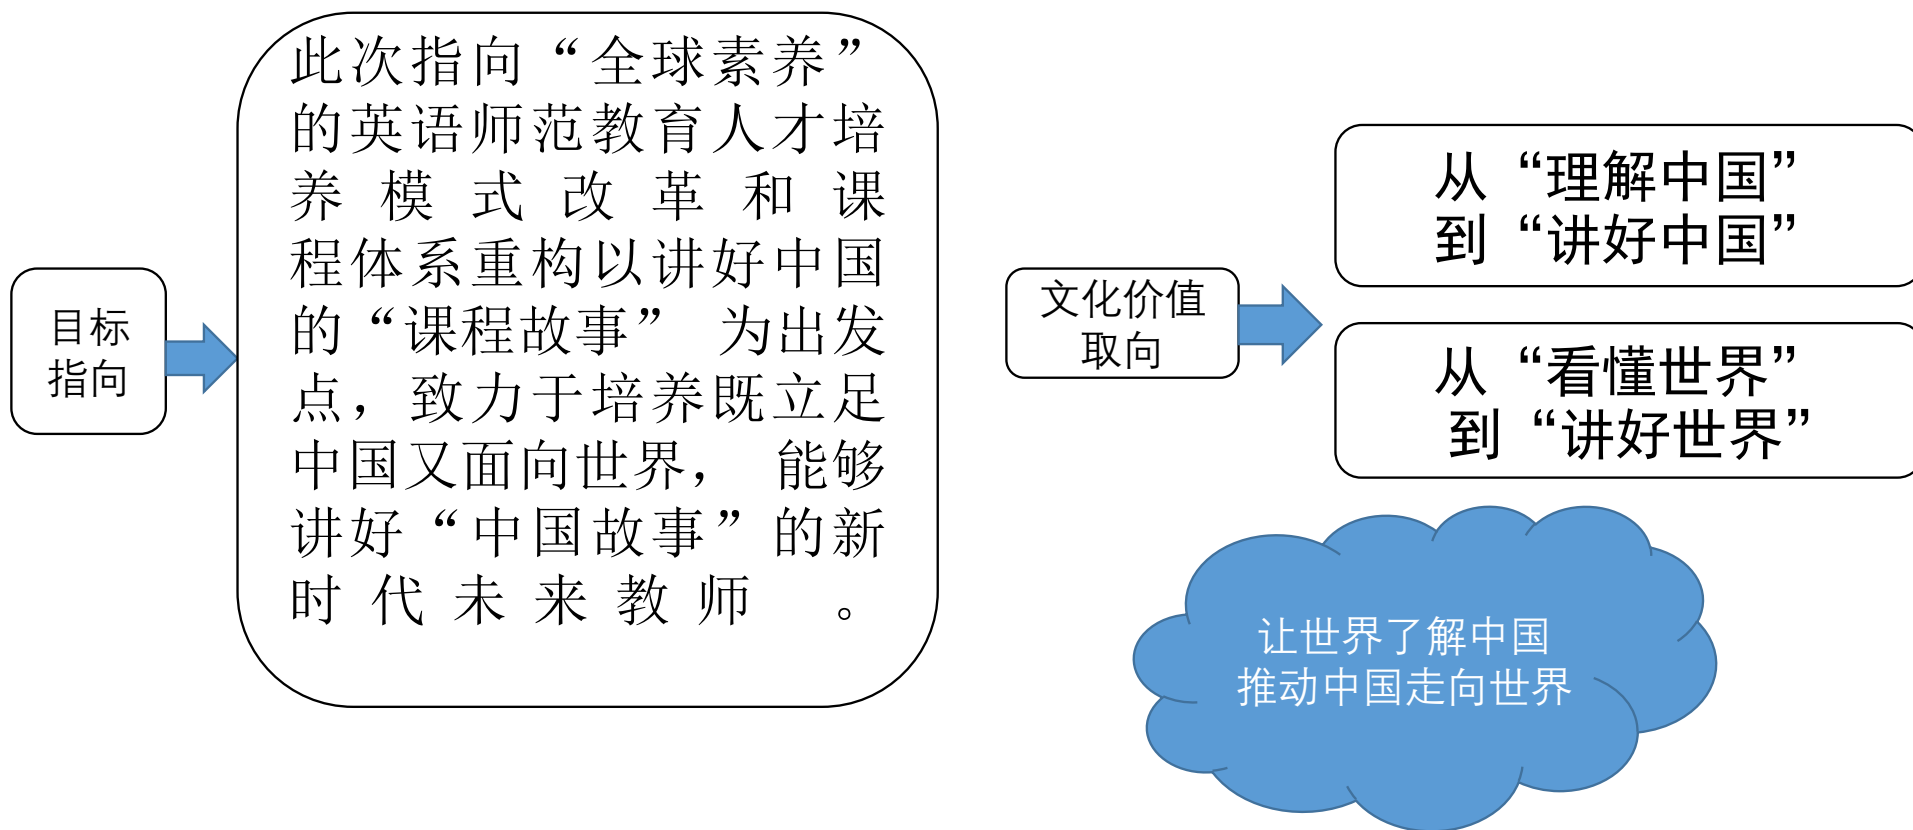 目标
指向
此次指向“全球素养”
的英语师范教育人才培
养模式改革和课
程体系重构以讲好中国
的“课程故事” 为出发
点，致力于培养既立足
中国又面向世界， 能够
讲好“中国故事”的新
时代未来教师。
文化价值
取向
从“理解中国”
到“讲好中国”
从“看懂世界”
到“讲好世界”
让世界了解中国
推动中国走向世界